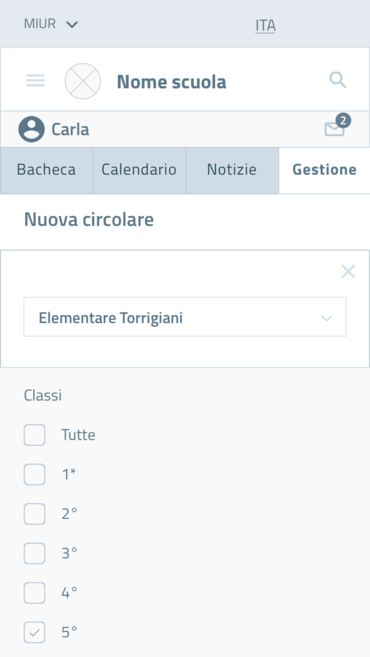 MIUR ITA
Nome scuola
Carla 2
Bacheca Calendario Notizie Gestione
Nuova circolare
Elementare Torrigiani
Classi
Tutte
1*
2°
3°
4°
5°